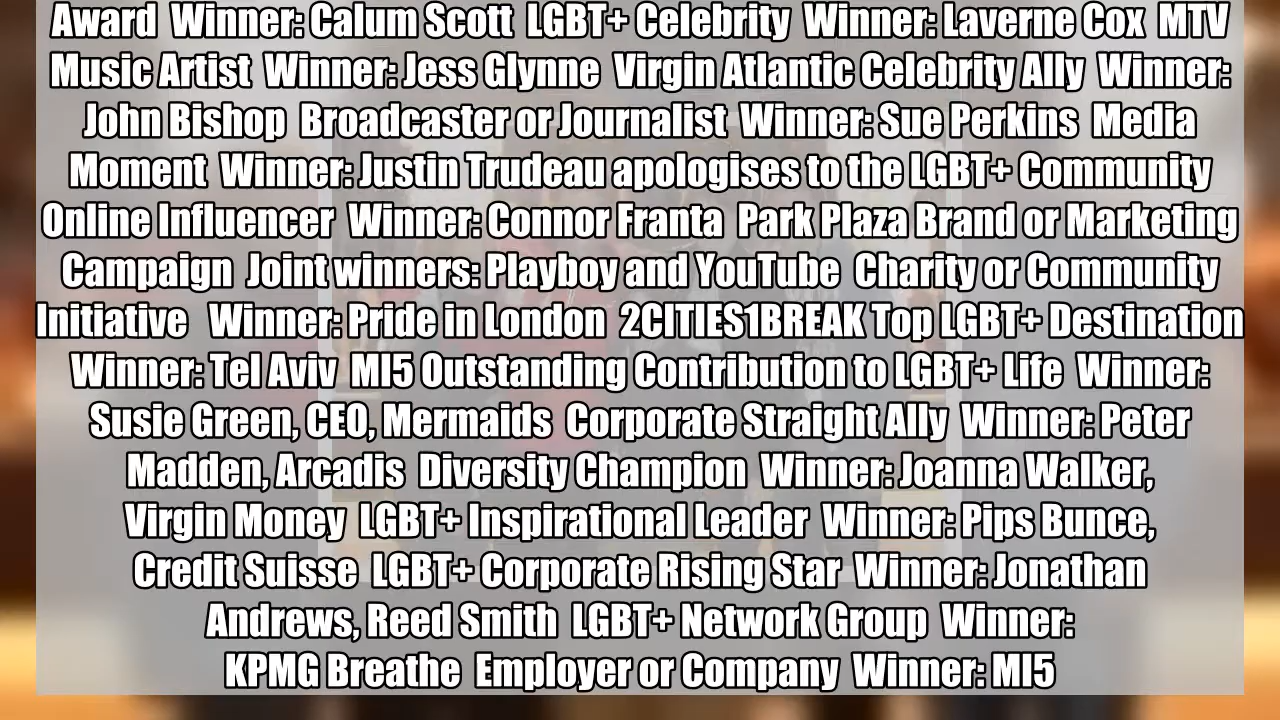 Award Winner: Calum Scott LGBT+ Celebrity Winner: Laverne Cox MTV
Music Artist Winner: Jess Glynne Virgin Atlantic Celebrity Ally Winner:
John Bishop Broadcaster or Journalist Winner: Sue Perkins Media
Moment Winner: Justin Trudeau apologises to the LGBT+ Community
Online Influencer Winner: Connor Franta Park Plaza Brand or Marketing
Campaign Joint winners: Playboy and YouTube Charity or Community
Initiative Winner: Pride in London 2CITIES1BREAK Top LGBT+ Destination
Winner: Tel Aviv MI5 Outstanding Contribution to LGBT+ Life Winner:
Susie Green, CEO, Mermaids Corporate Straight Ally Winner: Peter
Madden, Arcadis Diversity Champion Winner: Joanna Walker,
Virgin Money LGBT+ Inspirational Leader Winner: Pips Bunce,
Credit Suisse LGBT+ Corporate Rising Star Winner: Jonathan
Andrews, Reed Smith LGBT+ Network Group Winner:
KPMG Breathe Employer or Company Winner: MI5